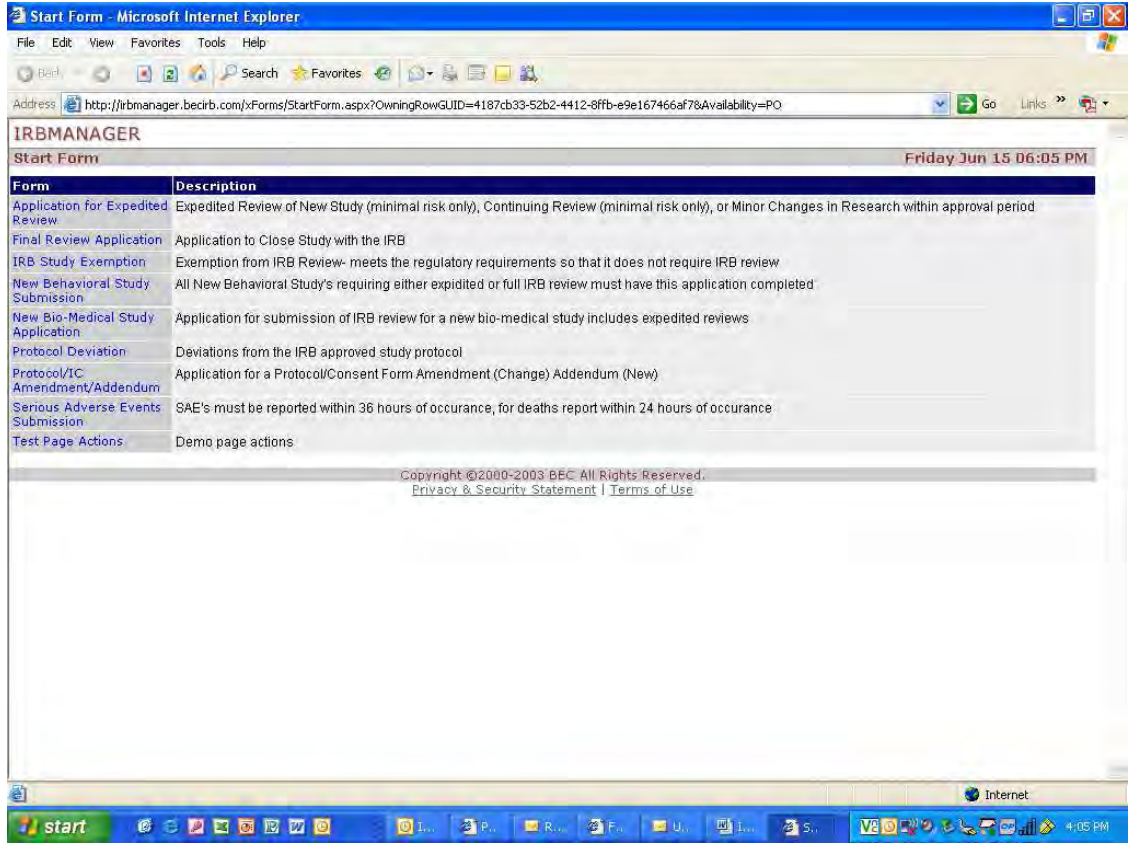 Start Form - Microsoft Internet Explorer
File Edit View Favorites Tools Help
Back Search Favorites
Address http://irbmanager.becirb.com/xForms/StartForm.aspx?OwningRowGUID=4187cb33-52b2-4412-8ffb-e9e167466af7&Availability=PO Go Links »
IRBMANAGER
Start Form Friday Jun 15 06:05 PM
Form Description
Application for Expedited Review Expedited Review of New Study (minimal risk only), Continuing Review (minimal risk only), or Minor Changes in Research within approval period
Final Review Application Application to Close Study with the IRB
IRB Study Exemption Exemption from IRB Review- meets the regulatory requirements so that it does not require IRB review
New Behavioral Study Submission All New Behavioral Study's requiring either expidited or full IRB review must have this application completed
New Bio-Medical Study Application Application for submission of IRB review for a new bio-medical study includes expedited reviews
Protocol Deviation Deviations from the IRB approved study protocol
Protocol/IC Amendment/Addendum Application for a Protocol/Consent Form Amendment (Change) Addendum (New)
Serious Adverse Events Submission SAE's must be reported within 36 hours of occurance, for deaths report within 24 hours of occurance
Test Page Actions Demo page actions
Copyright ©2000-2003 BEC All Rights Reserved.
Privacy & Security Statement | Terms of Use
Internet
start I... P... R... F... U... I... S... 4:05 PM